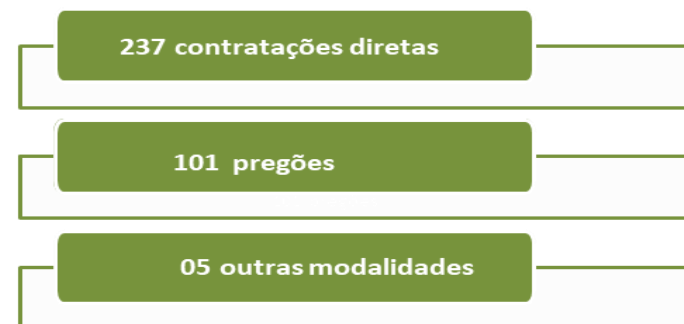 237 contratações diretas
101 pregões
05 outras modalidades